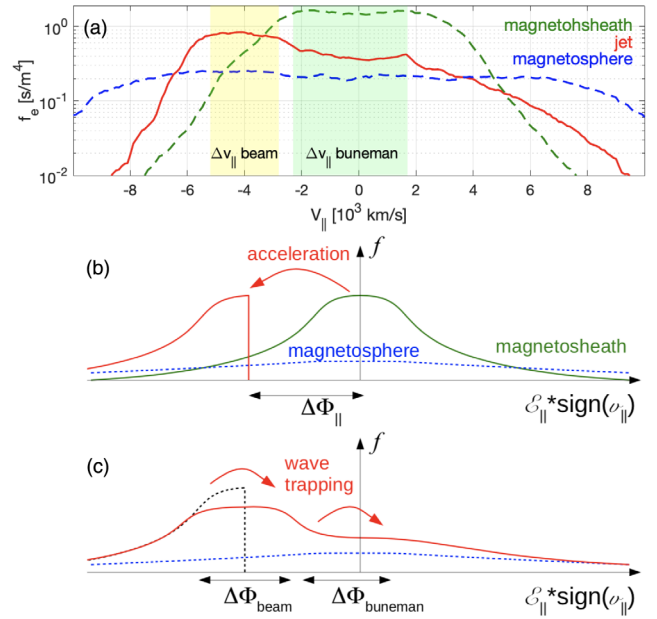 (a)
magnetohsheath
jet
magnetosphere
10^0
10^-1
10^-2
f_e [s/m^4]
Δv_|| beam
Δv_|| buneman
-8 -6 -4 -2 0 2 4 6 8
V_|| [10^3 km/s]
(b)
f
acceleration
magnetosphere
magnetosheath
ΔΦ_||
ℰ_||*sign(υ_||)
(c)
f
wave
trapping
ΔΦ_beam
ΔΦ_buneman
ℰ_||*sign(υ_||)